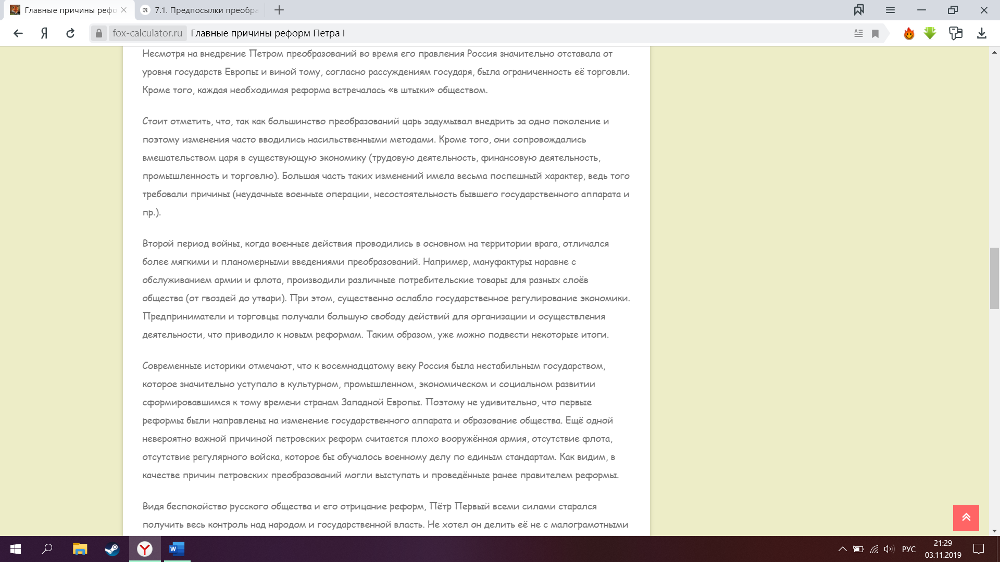 Главные причины рефо
7.1. Предпосылки преобра
fox-calculator.ru Главные причины реформ Петра I
Несмотря на внедрение Петром преобразований во время его правления Россия значительно отставала от
уровня государств Европы и виной тому, согласно рассуждениям государя, была ограниченность её торговли.
Кроме того, каждая необходимая реформа встречалась «в штыки» обществом.
Стоит отметить, что, так как большинство преобразований царь задумывал внедрить за одно поколение и
поэтому изменения часто вводились насильственными методами. Кроме того, они сопровождались
вмешательством царя в существующую экономику (трудовую деятельность, финансовую деятельность,
промышленность и торговлю). Большая часть таких изменений имела весьма поспешный характер, ведь того
требовали причины (неудачные военные операции, несостоятельность бывшего государственного аппарата и
пр.).
Второй период войны, когда военные действия проводились в основном на территории врага, отличался
более мягкими и планомерными введениями преобразований. Например, мануфактуры наравне с
обслуживанием армии и флота, производили различные потребительские товары для разных слоёв
общества (от гвоздей до утвари). При этом, существенно ослабло государственное регулирование экономики.
Предприниматели и торговцы получали большую свободу действий для организации и осуществления
деятельности, что приводило к новым реформам. Таким образом, уже можно подвести некоторые итоги.
Современные историки отмечают, что к восемнадцатому веку Россия была нестабильным государством,
которое значительно уступало в культурном, промышленном, экономическом и социальном развитии
сформировавшимся к тому времени странам Западной Европы. Поэтому не удивительно, что первые
реформы были направлены на изменение государственного аппарата и образование общества. Ещё одной
невероятно важной причиной петровских реформ считается плохо вооружённая армия, отсутствие флота,
отсутствие регулярного войска, которое бы обучалось военному делу по единым стандартам. Как видим, в
качестве причин петровских преобразований могли выступать и проведённые ранее правителем реформы.
Видя беспокойство русского общества и его отрицание реформ, Пётр Первый всеми силами старался
получить весь контроль над народом и государственной власть. Не хотел он делить её не с малограмотными
РУС
21:29
03.11.2019